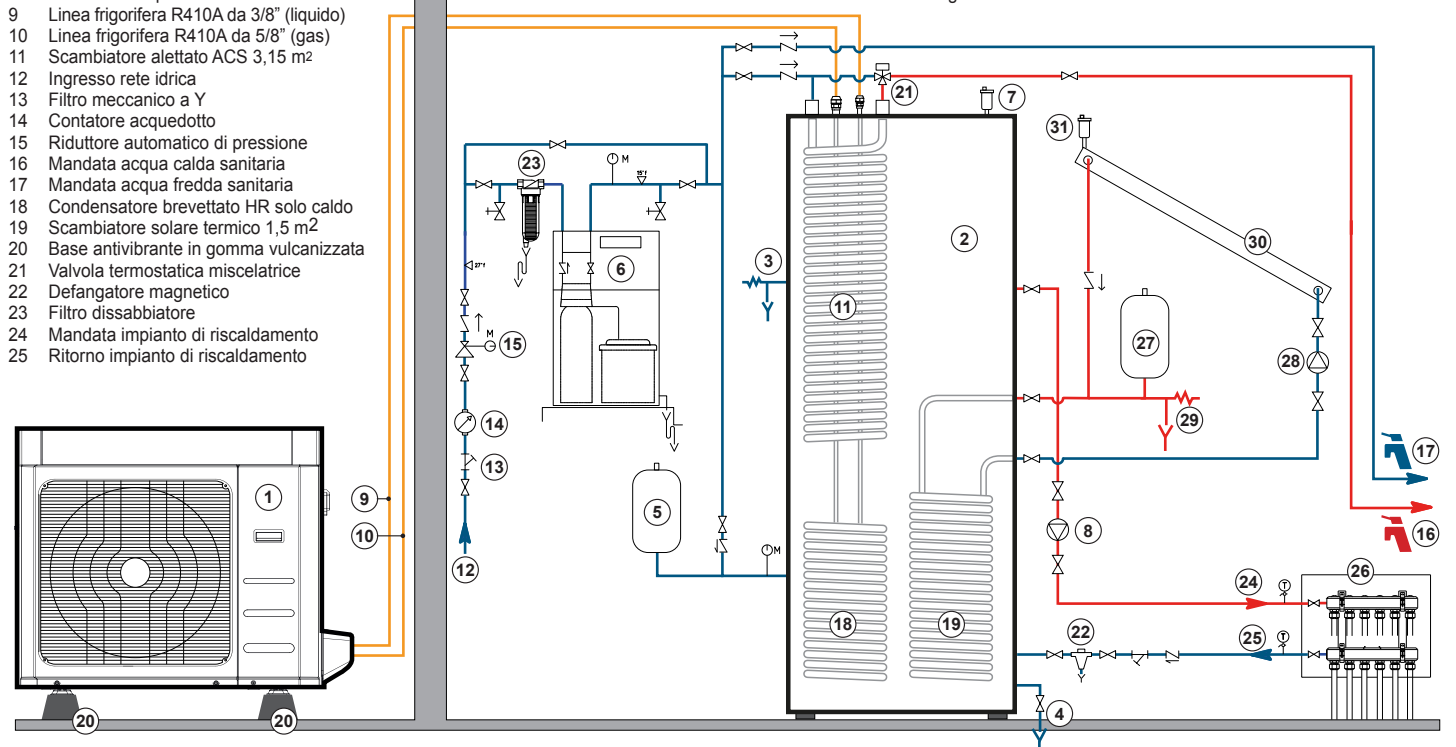 9 Linea frigorifera R410A da 3/8” (liquido)
10 Linea frigorifera R410A da 5/8” (gas)
11 Scambiatore alettato ACS 3,15 m2
12 Ingresso rete idrica
13 Filtro meccanico a Y
14 Contatore acquedotto
15 Riduttore automatico di pressione
16 Mandata acqua calda sanitaria
17 Mandata acqua fredda sanitaria
18 Condensatore brevettato HR solo caldo
19 Scambiatore solare termico 1,5 m2
20 Base antivibrante in gomma vulcanizzata
21 Valvola termostatica miscelatrice
22 Defangatore magnetico
23 Filtro dissabbiatore
24 Mandata impianto di riscaldamento
25 Ritorno impianto di riscaldamento
21
7
31
23
M
15°f
2
30
3
6
27°f
11
M
15
27
28
14
29
17
13
1
9
5
10
8
16
M
12
24
T
26
18
19
22
25
T
20
20
4